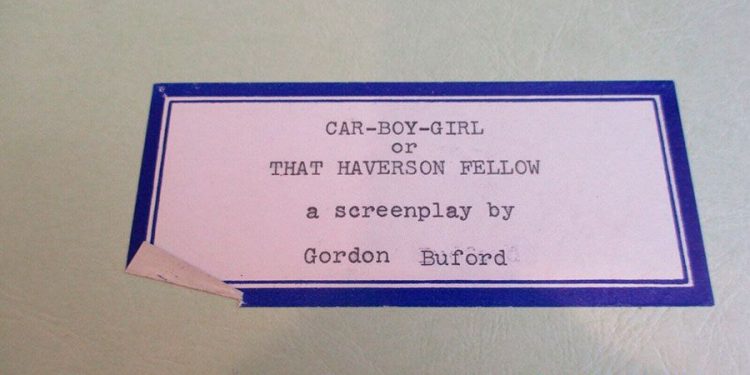 CAR-BOY-GIRL
or
THAT HAVERSON FELLOW
a screenplay by
Gordon Buford